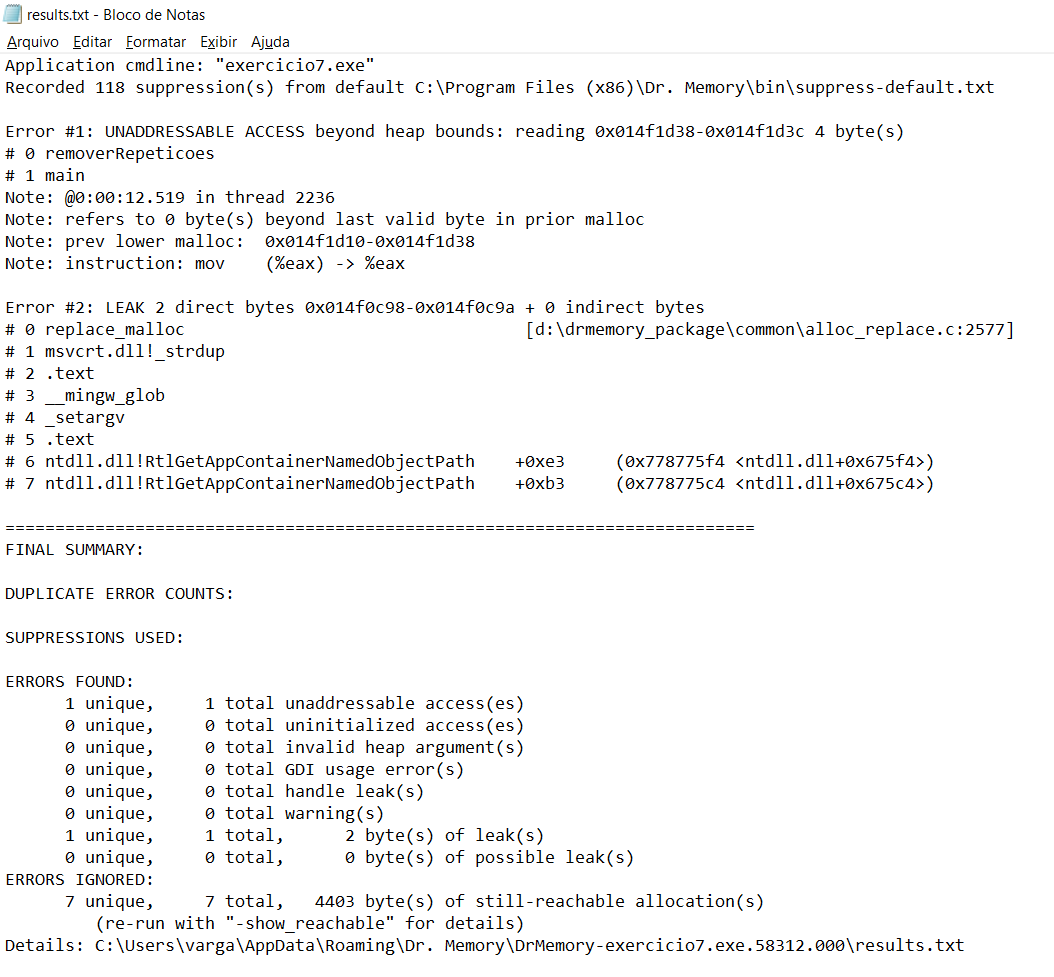 results.txt - Bloco de Notas
Arquivo Editar Formatar Exibir Ajuda
Application cmdline: "exercicio7.exe"
Recorded 118 suppression(s) from default C:\Program Files (x86)\Dr. Memory\bin\suppress-default.txt

Error #1: UNADDRESSABLE ACCESS beyond heap bounds: reading 0x014f1d38-0x014f1d3c 4 byte(s)
# 0 removerRepeticoes
# 1 main
Note: @0:00:12.519 in thread 2236
Note: refers to 0 byte(s) beyond last valid byte in prior malloc
Note: prev lower malloc:  0x014f1d10-0x014f1d38
Note: instruction: mov    (%eax) -> %eax

Error #2: LEAK 2 direct bytes 0x014f0c98-0x014f0c9a + 0 indirect bytes
# 0 replace_malloc                                  [d:\drmemory_package\common\alloc_replace.c:2577]
# 1 msvcrt.dll!_strdup
# 2 .text
# 3 __mingw_glob
# 4 _setargv
# 5 .text
# 6 ntdll.dll!RtlGetAppContainerNamedObjectPath    +0xe3     (0x778775f4 <ntdll.dll+0x675f4>)
# 7 ntdll.dll!RtlGetAppContainerNamedObjectPath    +0xb3     (0x778775c4 <ntdll.dll+0x675c4>)

===========================================================================
FINAL SUMMARY:

DUPLICATE ERROR COUNTS:

SUPPRESSIONS USED:

ERRORS FOUND:
      1 unique,     1 total unaddressable access(es)
      0 unique,     0 total uninitialized access(es)
      0 unique,     0 total invalid heap argument(s)
      0 unique,     0 total GDI usage error(s)
      0 unique,     0 total handle leak(s)
      0 unique,     0 total warning(s)
      1 unique,     1 total,      2 byte(s) of leak(s)
      0 unique,     0 total,      0 byte(s) of possible leak(s)
ERRORS IGNORED:
      7 unique,     7 total,   4403 byte(s) of still-reachable allocation(s)
         (re-run with "-show_reachable" for details)
Details: C:\Users\varga\AppData\Roaming\Dr. Memory\DrMemory-exercicio7.exe.58312.000\results.txt